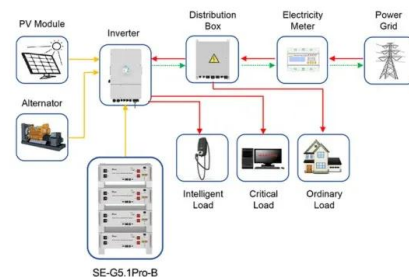 PV Module
Inverter
Distribution
Box
Electricity
Meter
Power
Grid
Alternator
Intelligent
Load
Critical
Load
Ordinary
Load
SE-G5.1Pro-B